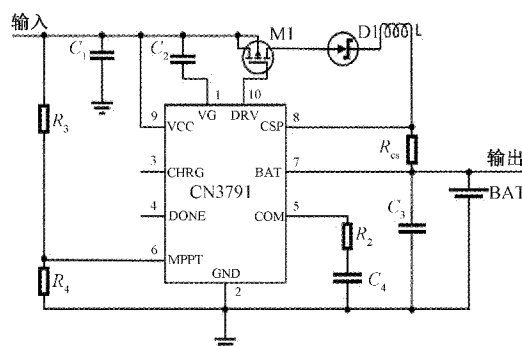 输入
M1
D1
L
C1
C2
1
10
VG
DRV
R3
9
VCC
CSP
8
Rcs
3
CHRG
BAT
7
输出
CN3791
BAT
4
DONE
COM
5
C3
R2
6
MPPT
R4
GND
2
C4